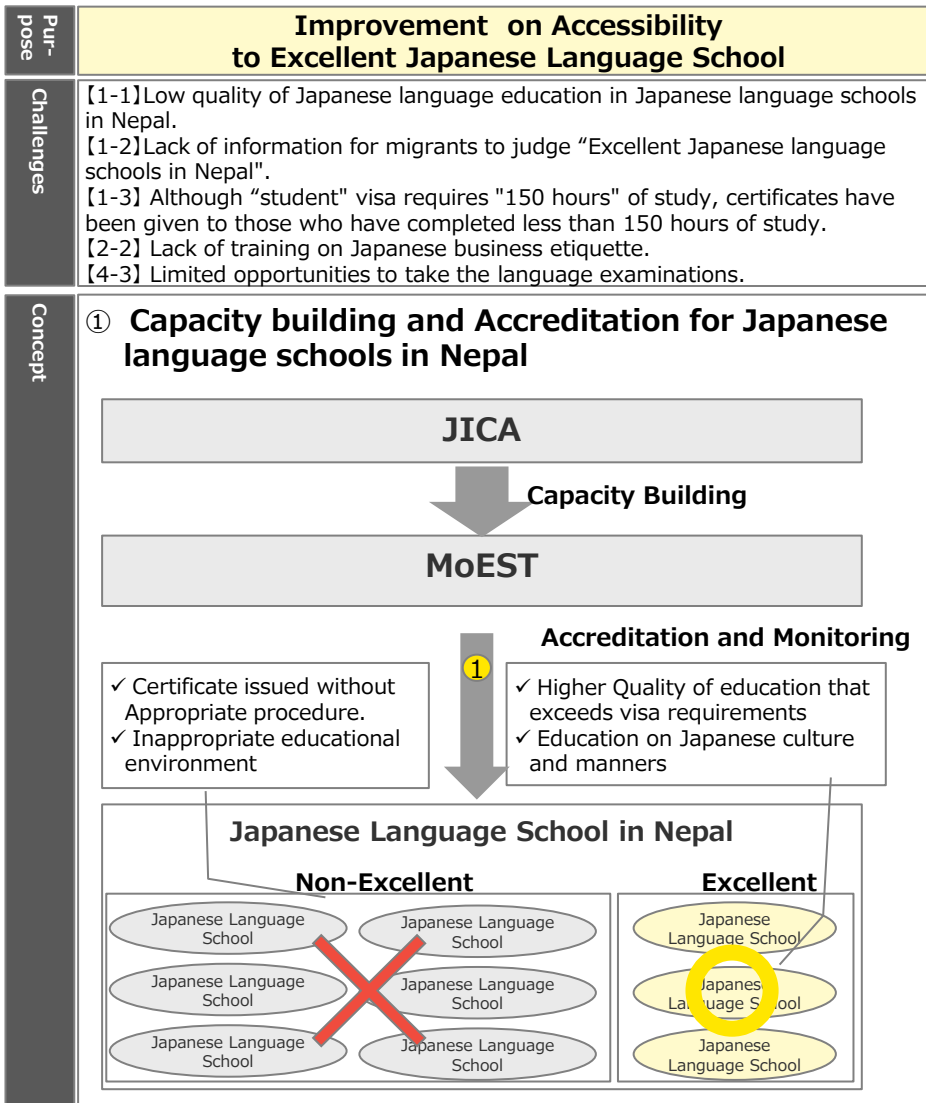 Pur-
pose
Improvement on Accessibility
to Excellent Japanese Language School
Challenges
【1-1】Low quality of Japanese language education in Japanese language schools
in Nepal.
【1-2】Lack of information for migrants to judge “Excellent Japanese language
schools in Nepal".
【1-3】 Although “student" visa requires "150 hours" of study, certificates have
been given to those who have completed less than 150 hours of study.
【2-2】 Lack of training on Japanese business etiquette.
【4-3】 Limited opportunities to take the language examinations.
Concept
① Capacity building and Accreditation for Japanese
language schools in Nepal
JICA
Capacity Building
MoEST
Accreditation and Monitoring
1
✓ Certificate issued without
Appropriate procedure.
✓ Inappropriate educational
environment
✓ Higher Quality of education that
exceeds visa requirements
✓ Education on Japanese culture
and manners
Japanese Language School in Nepal
Non-Excellent
Excellent
Japanese Language
School
Japanese Language
School
Japanese
Language School
Japanese Language
School
Japanese Language
School
Japanese
Language School
Japanese Language
School
Japanese Language
School
Japanese
Language School